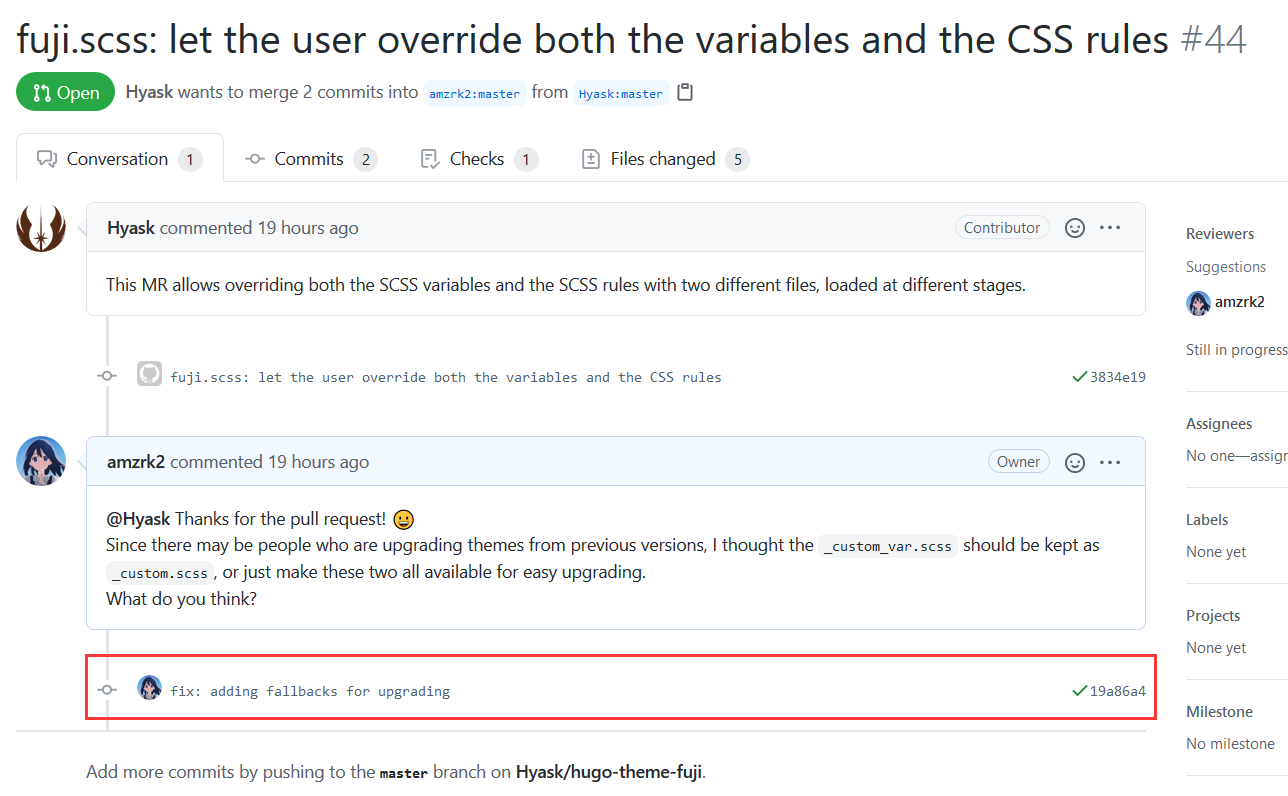 fuji.scss: let the user override both the variables and the CSS rules #44
Open Hyask wants to merge 2 commits into amzrk2:master from Hyask:master
Conversation 1 Commits 2 Checks 1 Files changed 5
Hyask commented 19 hours ago Contributor
This MR allows overriding both the SCSS variables and the SCSS rules with two different files, loaded at different stages.
fuji.scss: let the user override both the variables and the CSS rules 3834e19
amzrk2 commented 19 hours ago Owner
@Hyask Thanks for the pull request! 😀
Since there may be people who are upgrading themes from previous versions, I thought the _custom_var.scss should be kept as
_custom.scss, or just make these two all available for easy upgrading.
What do you think?
fix: adding fallbacks for upgrading 19a86a4
Add more commits by pushing to the master branch on Hyask/hugo-theme-fuji.
Reviewers
Suggestions
amzrk2
Still in progress
Assignees
No one—assign
Labels
None yet
Projects
None yet
Milestone
No milestone